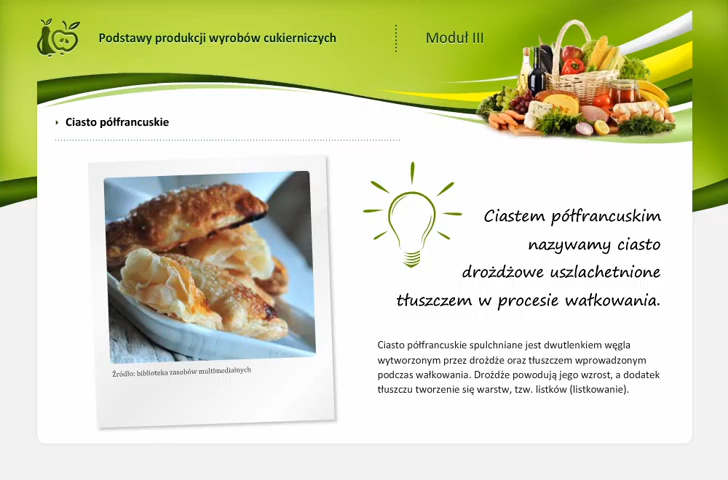 Podstawy produkcji wyrobów cukierniczych
Moduł III
Ciasto półfrancuskie
Ciastem półfrancuskim
nazywamy ciasto
drożdżowe uszlachetnione
tłuszczem w procesie wałkowania.
Źródło: biblioteka zasobów multimedialnych
Ciasto półfrancuskie spulchniane jest dwutlenkiem węgla
wytworzonym przez drożdże oraz tłuszczem wprowadzonym
podczas wałkowania. Drożdże powodują jego wzrost, a dodatek
tłuszczu tworzenie się warstw, tzw. listków (listkowanie).